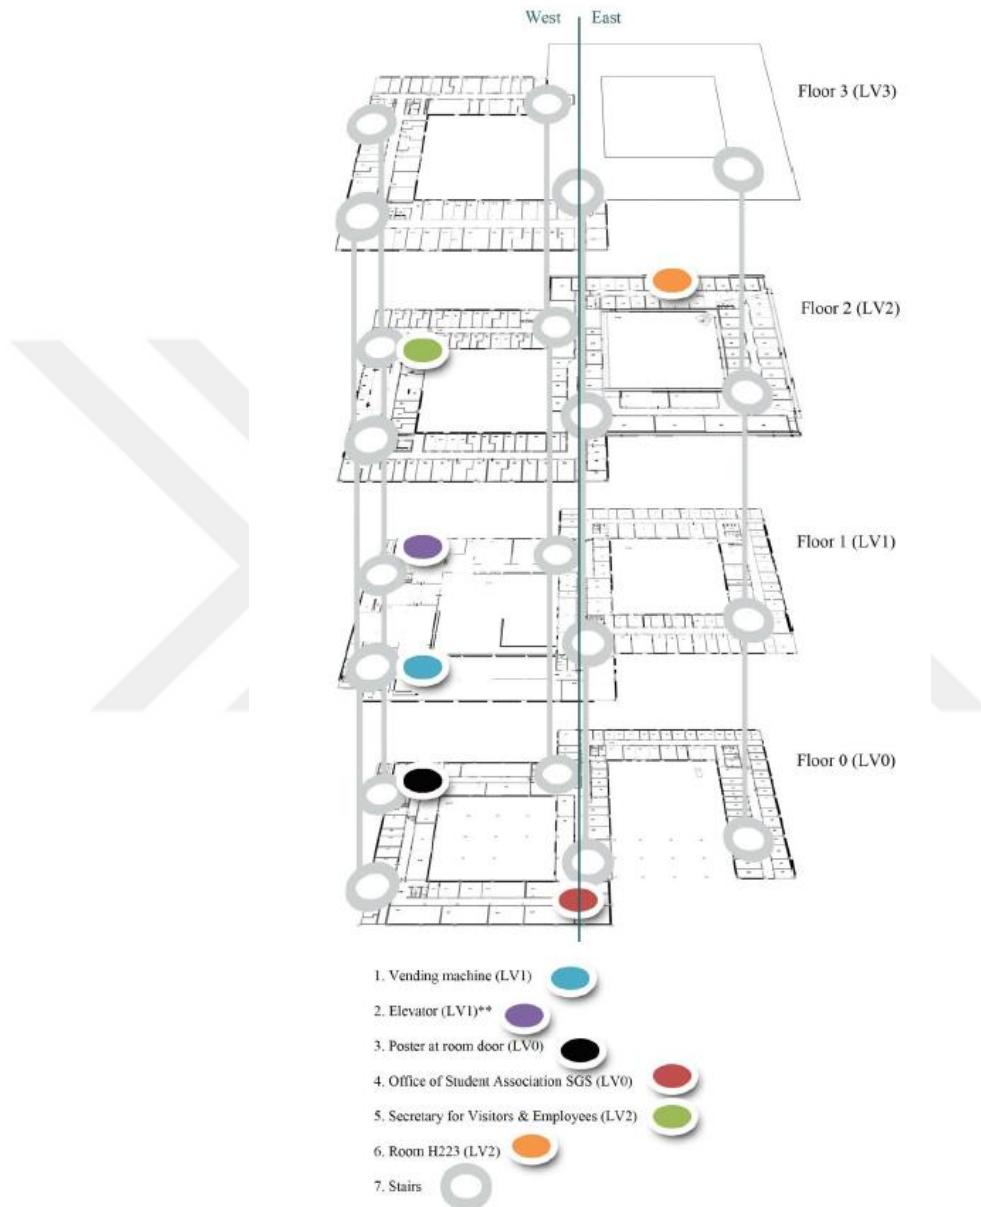 West East
Floor 3 (LV3)
Floor 2 (LV2)
Floor 1 (LV1)
Floor 0 (LV0)
1. Vending machine (LV1)
2. Elevator (LV1)**
3. Poster at room door (LV0)
4. Office of Student Association SGS (LV0)
5. Secretary for Visitors & Employees (LV2)
6. Room H223 (LV2)
7. Stairs